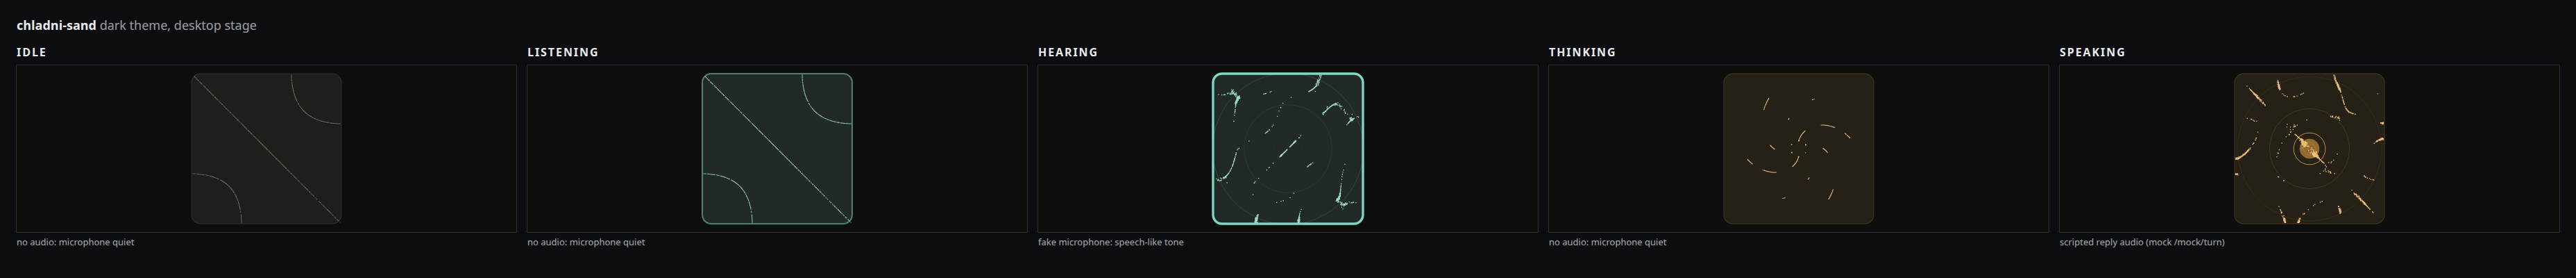 chladni-sand dark theme, desktop stage
IDLE
LISTENING
HEARING
THINKING
SPEAKING
no audio: microphone quiet
no audio: microphone quiet
fake microphone: speech-like tone
no audio: microphone quiet
scripted reply audio (mock /mock/turn)